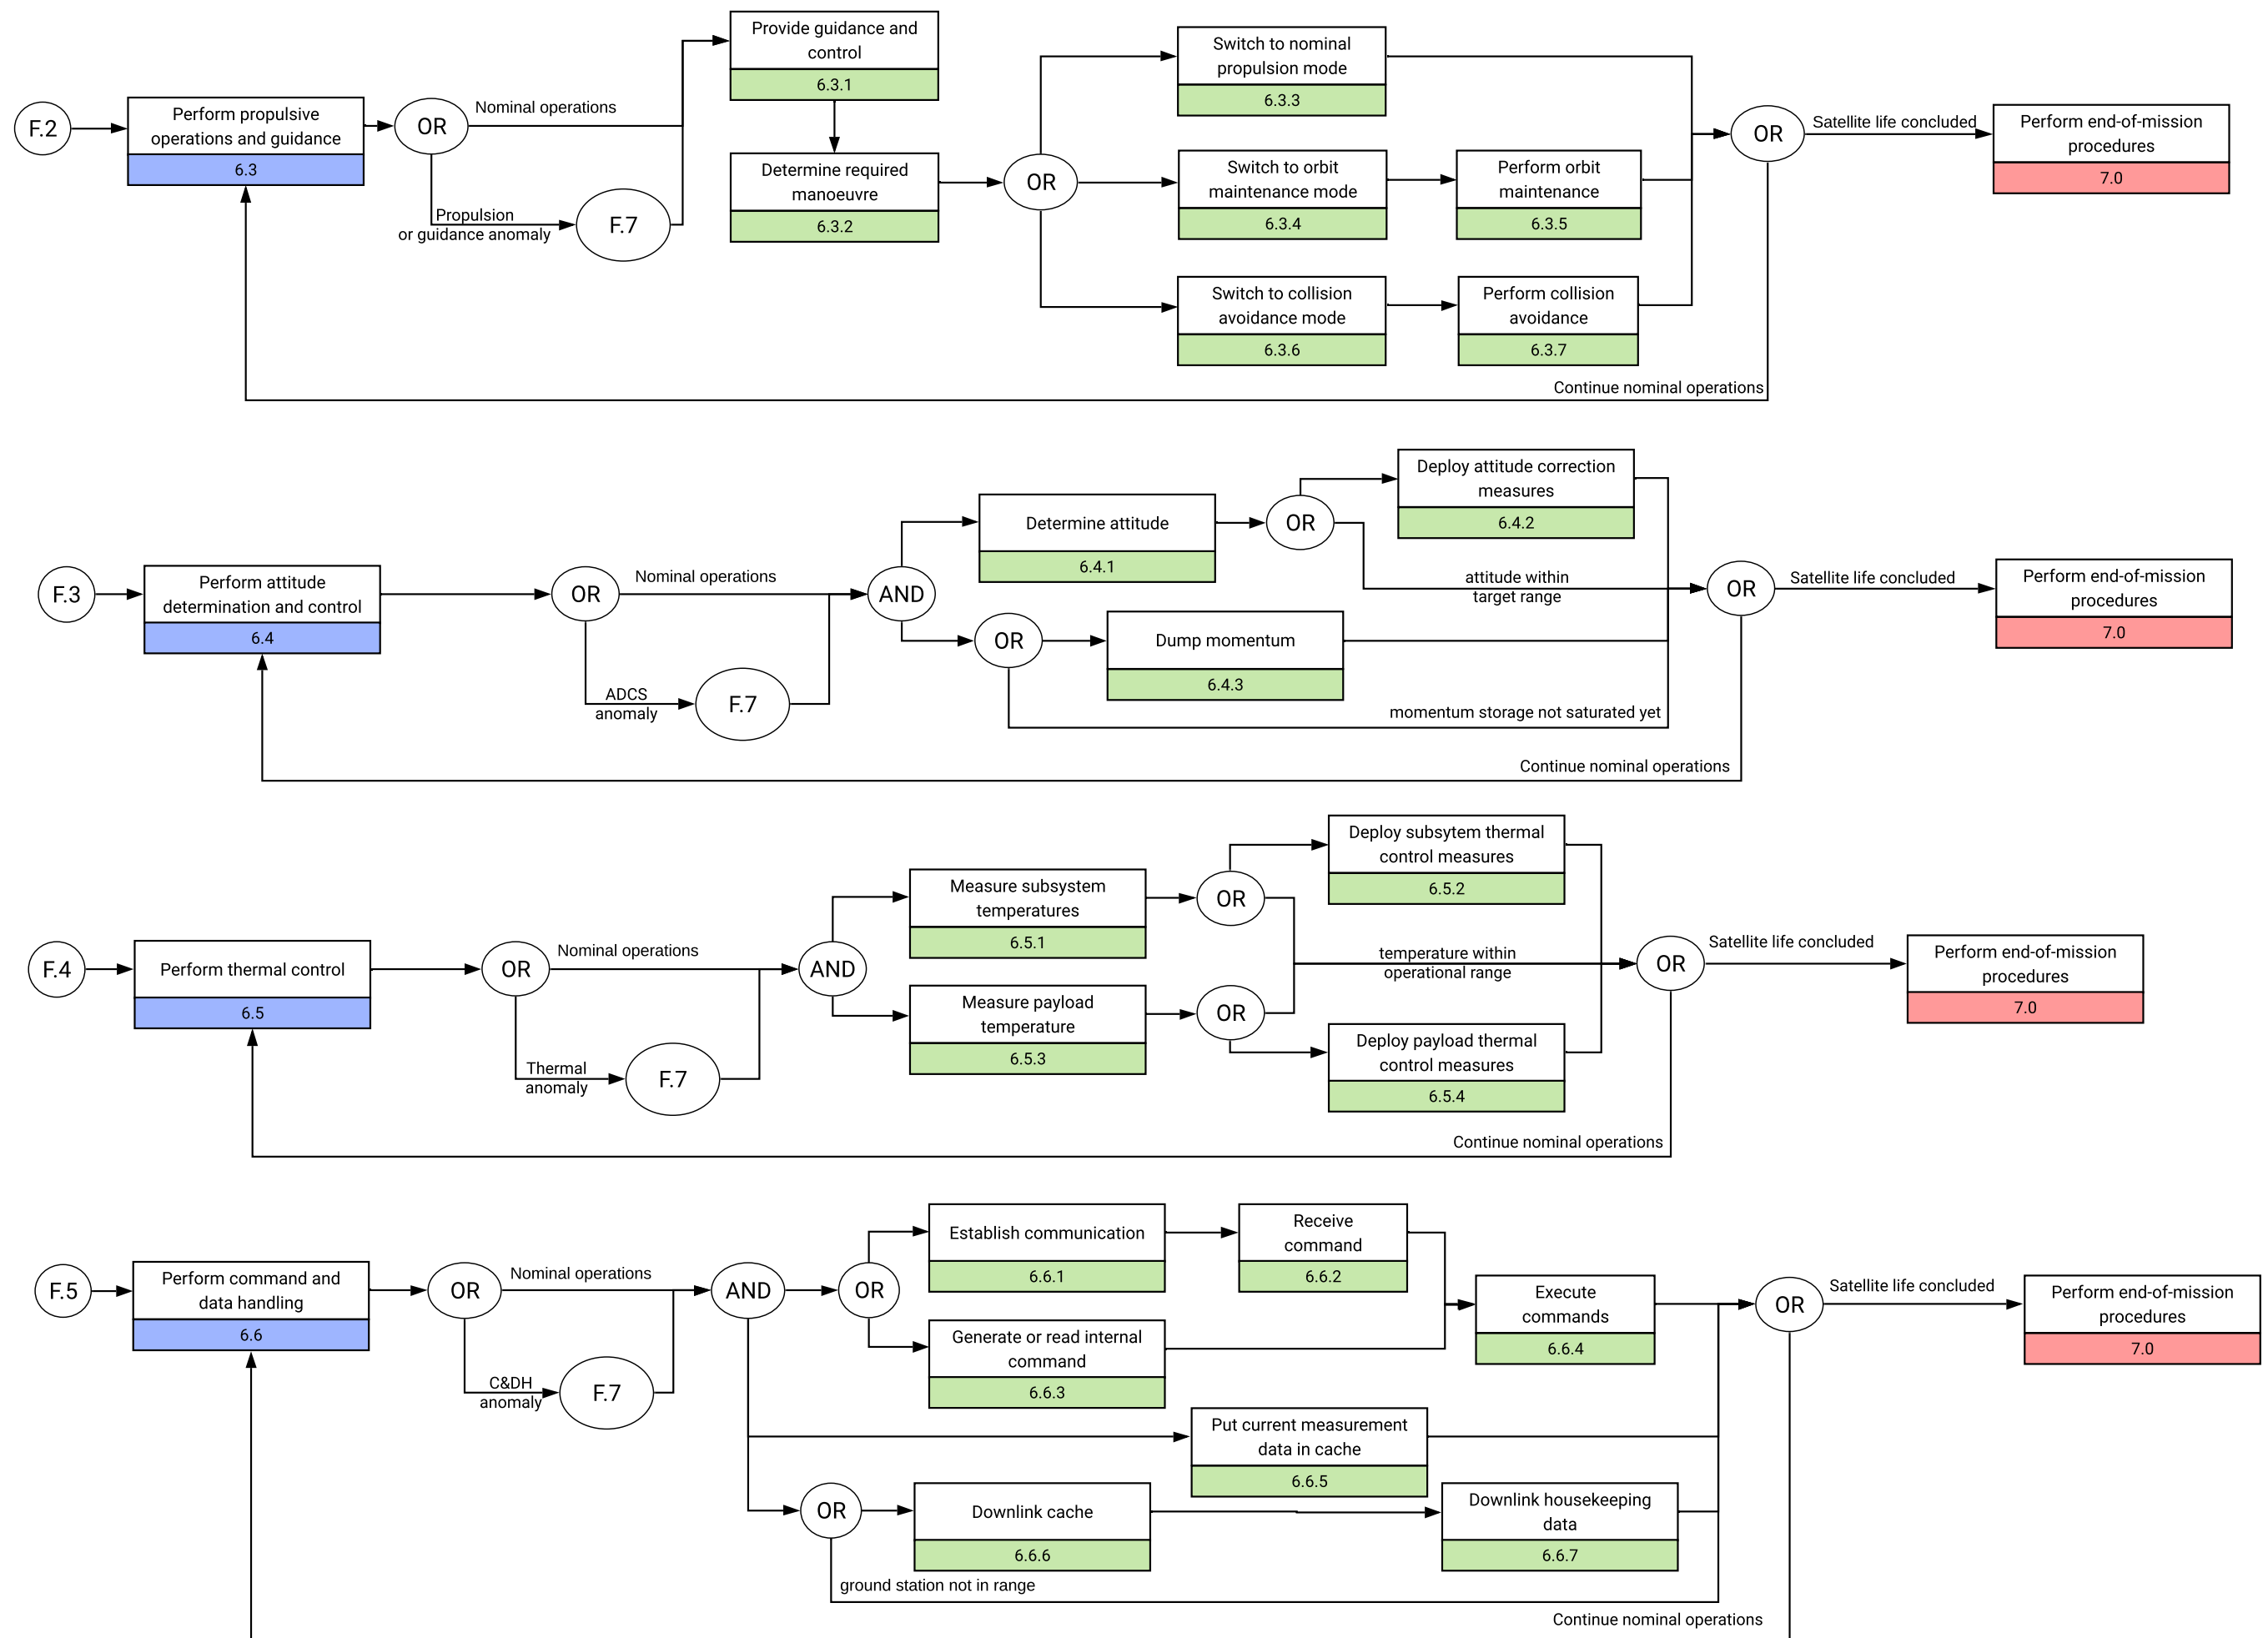 F.2
Perform propulsive
operations and guidance
6.3
OR
Nominal operations
Propulsion
or guidance anomaly
F.7
Provide guidance and
control
6.3.1
Determine required
manoeuvre
6.3.2
OR
Switch to nominal
propulsion mode
6.3.3
Switch to orbit
maintenance mode
6.3.4
Perform orbit
maintenance
6.3.5
Switch to collision
avoidance mode
6.3.6
Perform collision
avoidance
6.3.7
OR
Satellite life concluded
Perform end-of-mission
procedures
7.0
Continue nominal operations
F.3
Perform attitude
determination and control
6.4
OR
Nominal operations
ADCS
anomaly
F.7
AND
Determine attitude
6.4.1
OR
Deploy attitude correction
measures
6.4.2
attitude within
target range
OR
Dump momentum
6.4.3
momentum storage not saturated yet
OR
Satellite life concluded
Perform end-of-mission
procedures
7.0
Continue nominal operations
F.4
Perform thermal control
6.5
OR
Nominal operations
Thermal
anomaly
F.7
AND
Measure subsystem
temperatures
6.5.1
OR
Deploy subsytem thermal
control measures
6.5.2
temperature within
operational range
Measure payload
temperature
6.5.3
OR
Deploy payload thermal
control measures
6.5.4
OR
Satellite life concluded
Perform end-of-mission
procedures
7.0
Continue nominal operations
F.5
Perform command and
data handling
6.6
OR
Nominal operations
C&DH
anomaly
F.7
AND
OR
Establish communication
6.6.1
Receive
command
6.6.2
Generate or read internal
command
6.6.3
Execute
commands
6.6.4
Put current measurement
data in cache
6.6.5
OR
Downlink cache
6.6.6
Downlink housekeeping
data
6.6.7
ground station not in range
OR
Satellite life concluded
Perform end-of-mission
procedures
7.0
Continue nominal operations